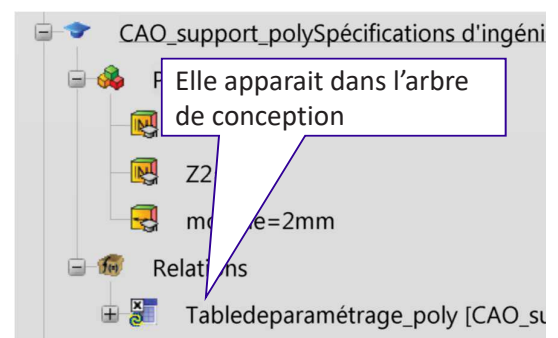 CAO_support_polySpécifications d'ingéni
Elle apparait dans l'arbre
de conception
Z2
Relations
Tabledeparamétrage_poly [CAO_su